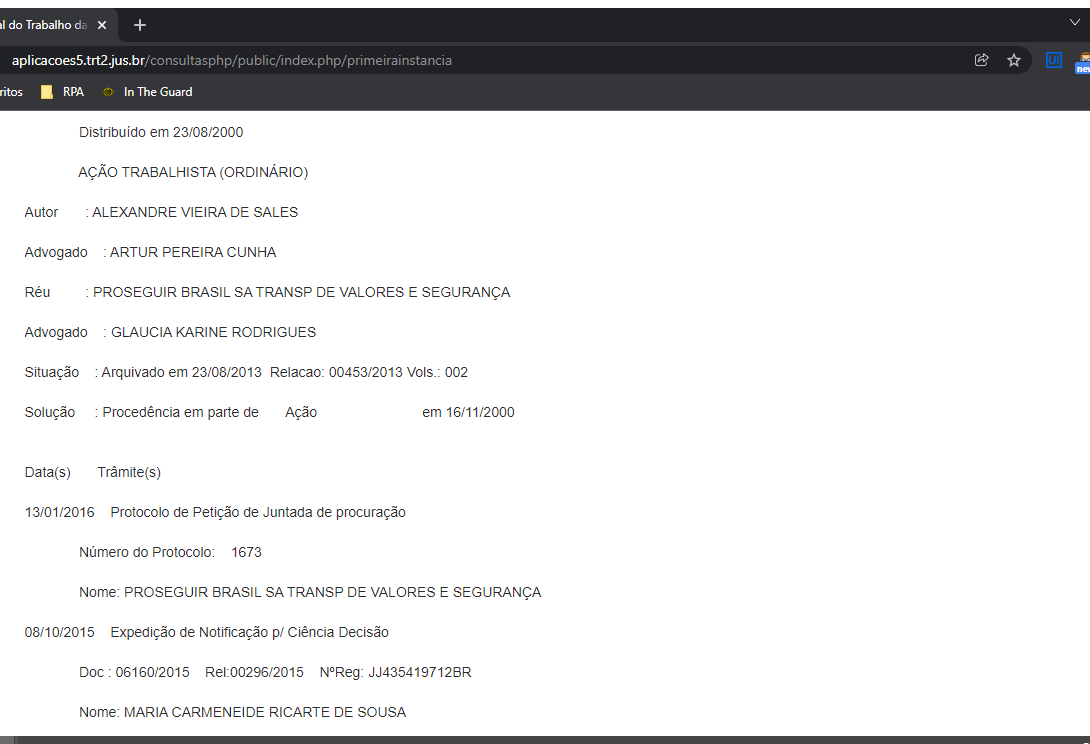 al do Trabalho da
aplicacoes5.trt2.jus.br/consultasphp/public/index.php/primeirainstancia
Ui
new
ritos RPA In The Guard
Distribuído em 23/08/2000
AÇÃO TRABALHISTA (ORDINÁRIO)
Autor : ALEXANDRE VIEIRA DE SALES
Advogado : ARTUR PEREIRA CUNHA
Réu : PROSEGUIR BRASIL SA TRANSP DE VALORES E SEGURANÇA
Advogado : GLAUCIA KARINE RODRIGUES
Situação : Arquivado em 23/08/2013 Relacao: 00453/2013 Vols.: 002
Solução : Procedência em parte de Ação em 16/11/2000
Data(s) Trâmite(s)
13/01/2016 Protocolo de Petição de Juntada de procuração
Número do Protocolo: 1673
Nome: PROSEGUIR BRASIL SA TRANSP DE VALORES E SEGURANÇA
08/10/2015 Expedição de Notificação p/ Ciência Decisão
Doc : 06160/2015 Rel:00296/2015 NºReg: JJ435419712BR
Nome: MARIA CARMENEIDE RICARTE DE SOUSA